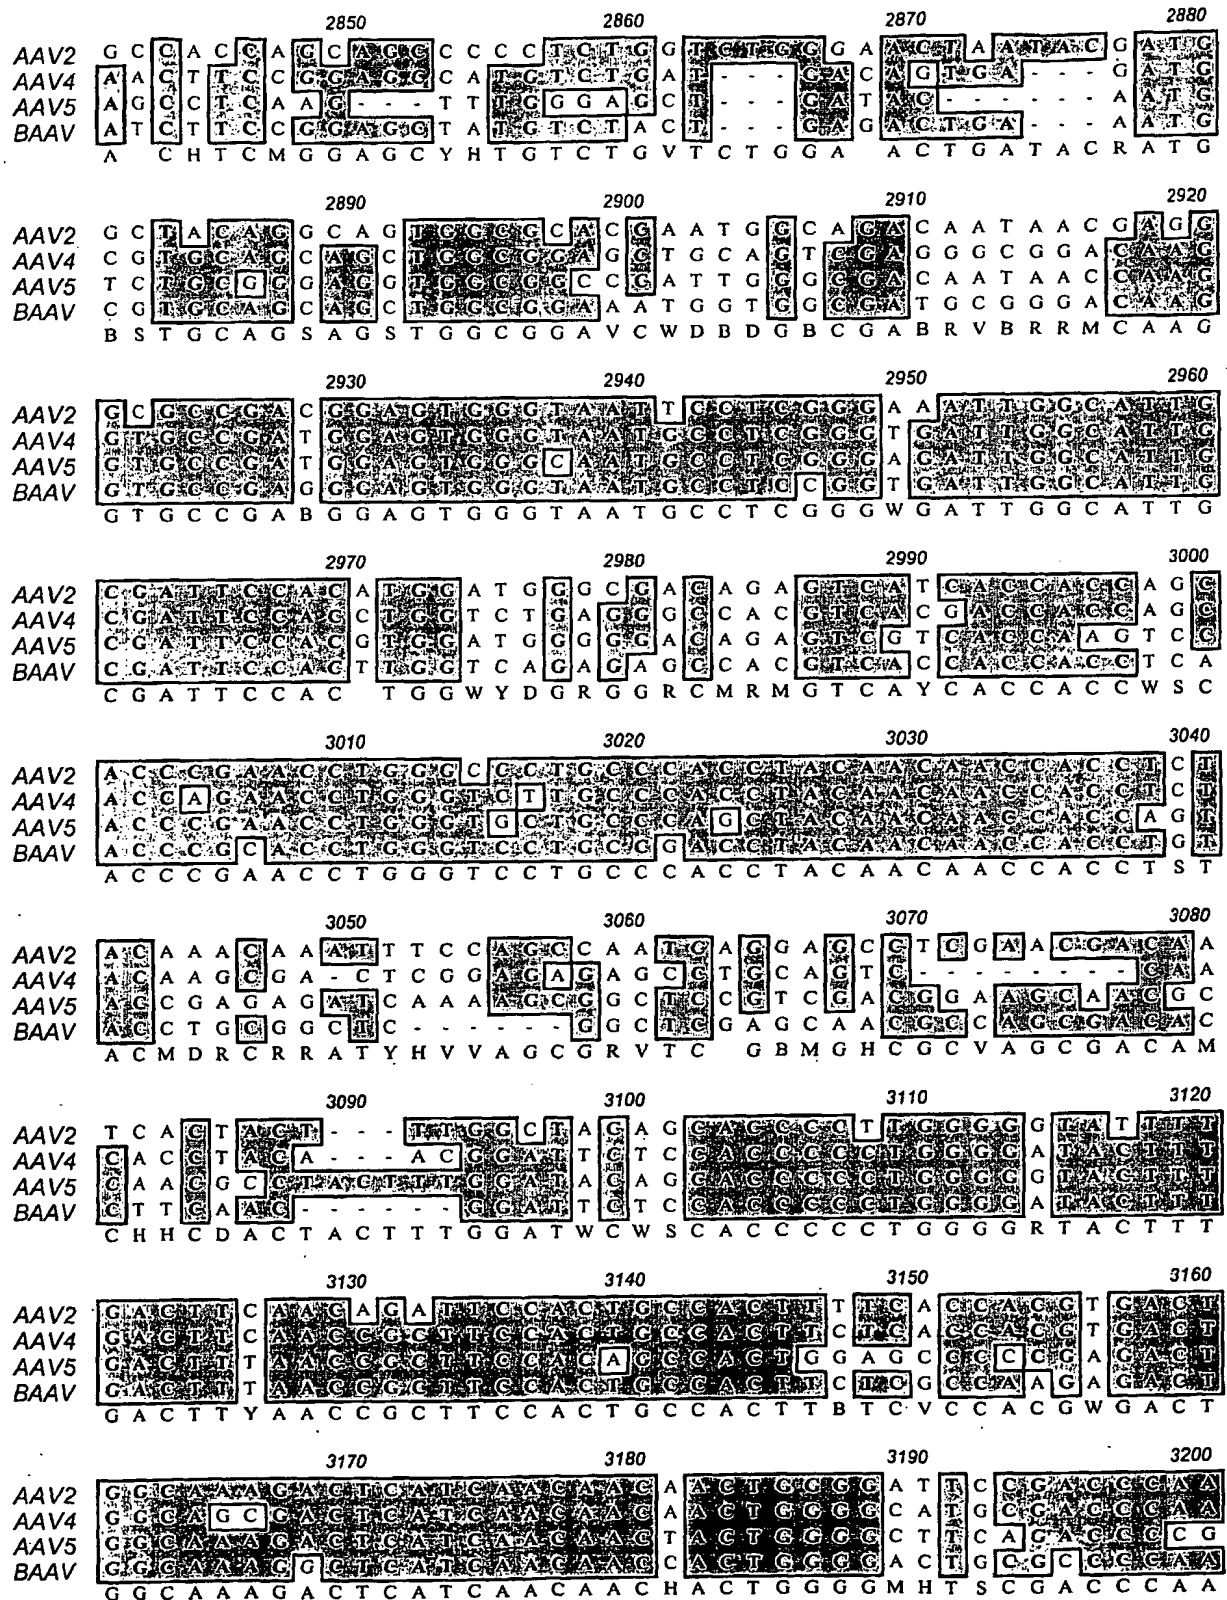 2850 2860 2870 2880
AAV2 G C C A C C A G C A G C C C C C T C T G G T C T G G G A A C T A A T A C G A T G
AAV4 A A C T T C C G G A G C C A T G T C T G A T - - - G A C A G T G A - - - G A T G
AAV5 A G C C T C A A G - - - T T T G G G A G C T - - - G A T A C - - - - - - A A T G
BAAV A T C T T C C G G A G C T A T G T C T A C T - - - G A G A C T G A - - - A A T G
A C H T C M G G A G C Y H T G T C T G V T C T G G A A C T G A T A C R A T G
2890 2900 2910 2920
AAV2 G C T A C A G G C A G T G G C G C A C C A A T G G C A G A C A A T A A C G A G G
AAV4 C G T G C A G C A G C T G G C G G A G C T G C A G T C G A G G G C G G A C A A G
AAV5 T C T G C G G G A G G T G G C G G C C C A T T G G G C G A C A A T A A C C A A G
BAAV C G T G C A G C A G C T G G C G G A A A T G G T G G C G A T G C G G G A C A A G
B S T G C A G S A G S T G G C G G A V C W D B D G B C G A B R V B R R M C A A G
2930 2940 2950 2960
AAV2 G C G C C G A C G G A G T G G G T A A T T C C T C G G G A A A T T G G C A T T G
AAV4 G T G C C G A T G G A G T G G G T A A T G C C T C G G G T G A T T G G C A T T G
AAV5 G T G C C G A T G G A G T G G G C A A T G C C T C G G G A G A T T G G C A T T G
BAAV G T G C C G A G G G A G T G G G T A A T G C C T C C G G T G A T T G G C A T T G
G T G C C G A B G G A G T G G G T A A T G C C T C G G G W G A T T G G C A T T G
2970 2980 2990 3000
AAV2 C G A T T C C A C A T G G A T G G G C G A C A G A G T C A T C A C C A C C A G C
AAV4 C G A T T C C A C C T G G T C T G A G G G C C A C G T C A C G A C C A C C A G C
AAV5 C G A T T C C A C G T G G A T G G G G G A C A G A G T C G T C A C C A A G T C C
BAAV C G A T T C C A C T T G G T C A G A G A G C C A C G T C A C C A C C A C C T C A
C G A T T C C A C T G G W Y D G R G G R C M R M G T C A Y C A C C A C C W S C
3010 3020 3030 3040
AAV2 A C C C G A A C C T G G G C C C T G C C C A C C T A C A A C A A C C A C C T C T
AAV4 A C C A G A A C C T G G G T C T T G C C C A C C T A C A A C A A C C A C C T C T
AAV5 A C C C G A A C C T G G G T G C T G C C C A G C T A C A A C A A C C A C C A G T
BAAV A C C C G C A C C T G G G T C C T G C C G A C C T A C A A C A A C C A C C T G T
A C C C G A A C C T G G G T C C T G C C C A C C T A C A A C A A C C A C C T S T
3050 3060 3070 3080
AAV2 A C A A A C A A A T T T C C A G C C A A T G A G G A G C C T C G A A C G A C A A
AAV4 A C A A G C G A - C T C G G A G A G A G C G T G C A G T C - - - - - - - - C A A
AAV5 A G C G A G A G A T C A A A A G C G G C T C C G T C G A C G G A A G C A A C G C
BAAV A C C T G C G G C T C - - - - - - G G C T C G A G C A A C G C C A G C G A C A C
A C M D R C R R A T Y H V V A G C G R V T C G B M G H C G C V A G C G A C A M
3090 3100 3110 3120
AAV2 T C A C T A C T - - - T T G G C T A G A G C A G C C C T T G G G G G T A T T T T
AAV4 C A C C T A C A - - - A C G G A T T C T C C A C C C C C T G G G G A T A C T T T
AAV5 C A A C G C C T A C T T T G G A T A C A G C A C C C C C T G G G G G T A C T T T
BAAV C T T C A A C - - - - - - G G A T T C T C C A C C C C C T G G G G A T A C T T T
C H H C D A C T A C T T T G G A T W C W S C A C C C C C T G G G G R T A C T T T
3130 3140 3150 3160
AAV2 G A C T T C A A C A G A T T C C A C T G C C A C T T T T C A C C A C G T G A C T
AAV4 G A C T T C A A C C G C T T C C A C T G C C A C T T C T C A C C A C G T G A C T
AAV5 G A C T T T A A C C G C T T C C A C A G C C A C T G G A G C C C C C G A G A C T
BAAV G A C T T T A A C C G C T T C C A C T G C C A C T T C T G G C C A A G A G A C T
G A C T T Y A A C C G C T T C C A C T G C C A C T T B T C V C C A C G W G A C T
3170 3180 3190 3200
AAV2 G G C A A A G A C T C A T C A A C A A C A A C T G G G G A T T C C G A C C C A A
AAV4 G G C A G C G A C T C A T C A A C A A C A A C T G G G G C A T G C G A C C C A A
AAV5 G G C A A A G A C T C A T C A A C A A C T A C T G G G G C T T C A G A C C C C G
BAAV G G C A A A G G C T C A T C A A C A A C C A C T G G G G A C T G C G C C C C A A
G G C A A A G A C T C A T C A A C A A C H A C T G G G G M H T S C G A C C C A A